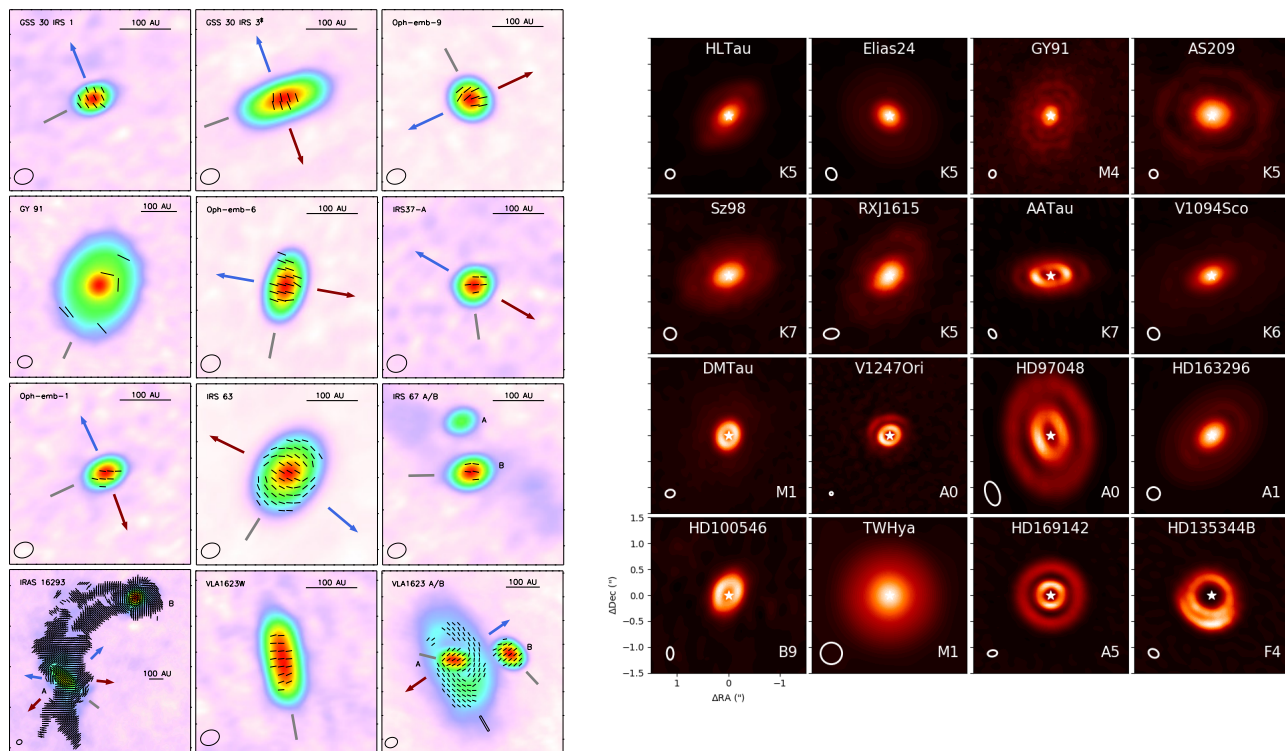 GSS 30 IRS 1
100 AU
GSS 30 IRS 3
100 AU
Oph-emb-9
100 AU
GY 91
100 AU
Oph-emb-6
100 AU
IRS37-A
100 AU
Oph-emb-1
100 AU
IRS 63
100 AU
IRS 67 A/B
100 AU
A
B
IRAS 16293
B
100 AU
A
VLA1623W
100 AU
VLA1623 A/B
100 AU
A
B
HLTau
K5
Elias24
K5
GY91
M4
AS209
K5
Sz98
K7
RXJ1615
K5
AATau
K7
V1094Sco
K6
DMTau
M1
V1247Ori
A0
HD97048
A0
HD163296
A1
HD100546
B9
TWHya
M1
HD169142
A5
HD135344B
F4
1.5
1.0
0.5
0.0
-0.5
-1.0
-1.5
ΔDec (")
1
0
-1
ΔRA (")